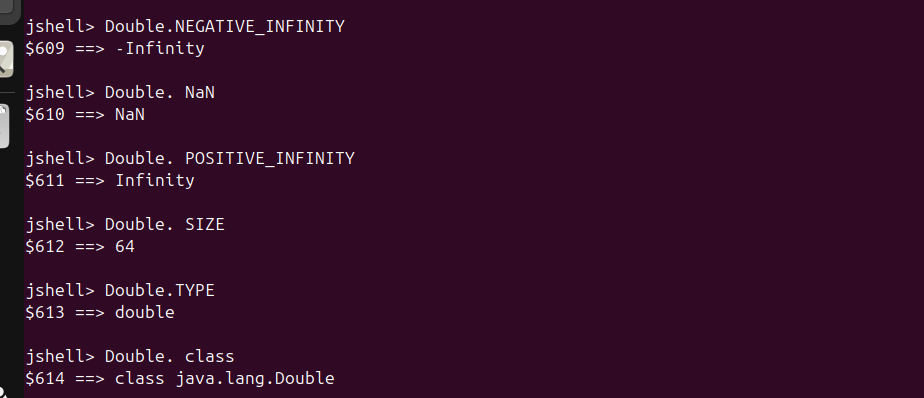 jshell> Double.NEGATIVE_INFINITY
$609 ==> -Infinity
jshell> Double. NaN
$610 ==> NaN
jshell> Double. POSITIVE_INFINITY
$611 ==> Infinity
jshell> Double. SIZE
$612 ==> 64
jshell> Double.TYPE
$613 ==> double
jshell> Double. class
$614 ==> class java.lang.Double